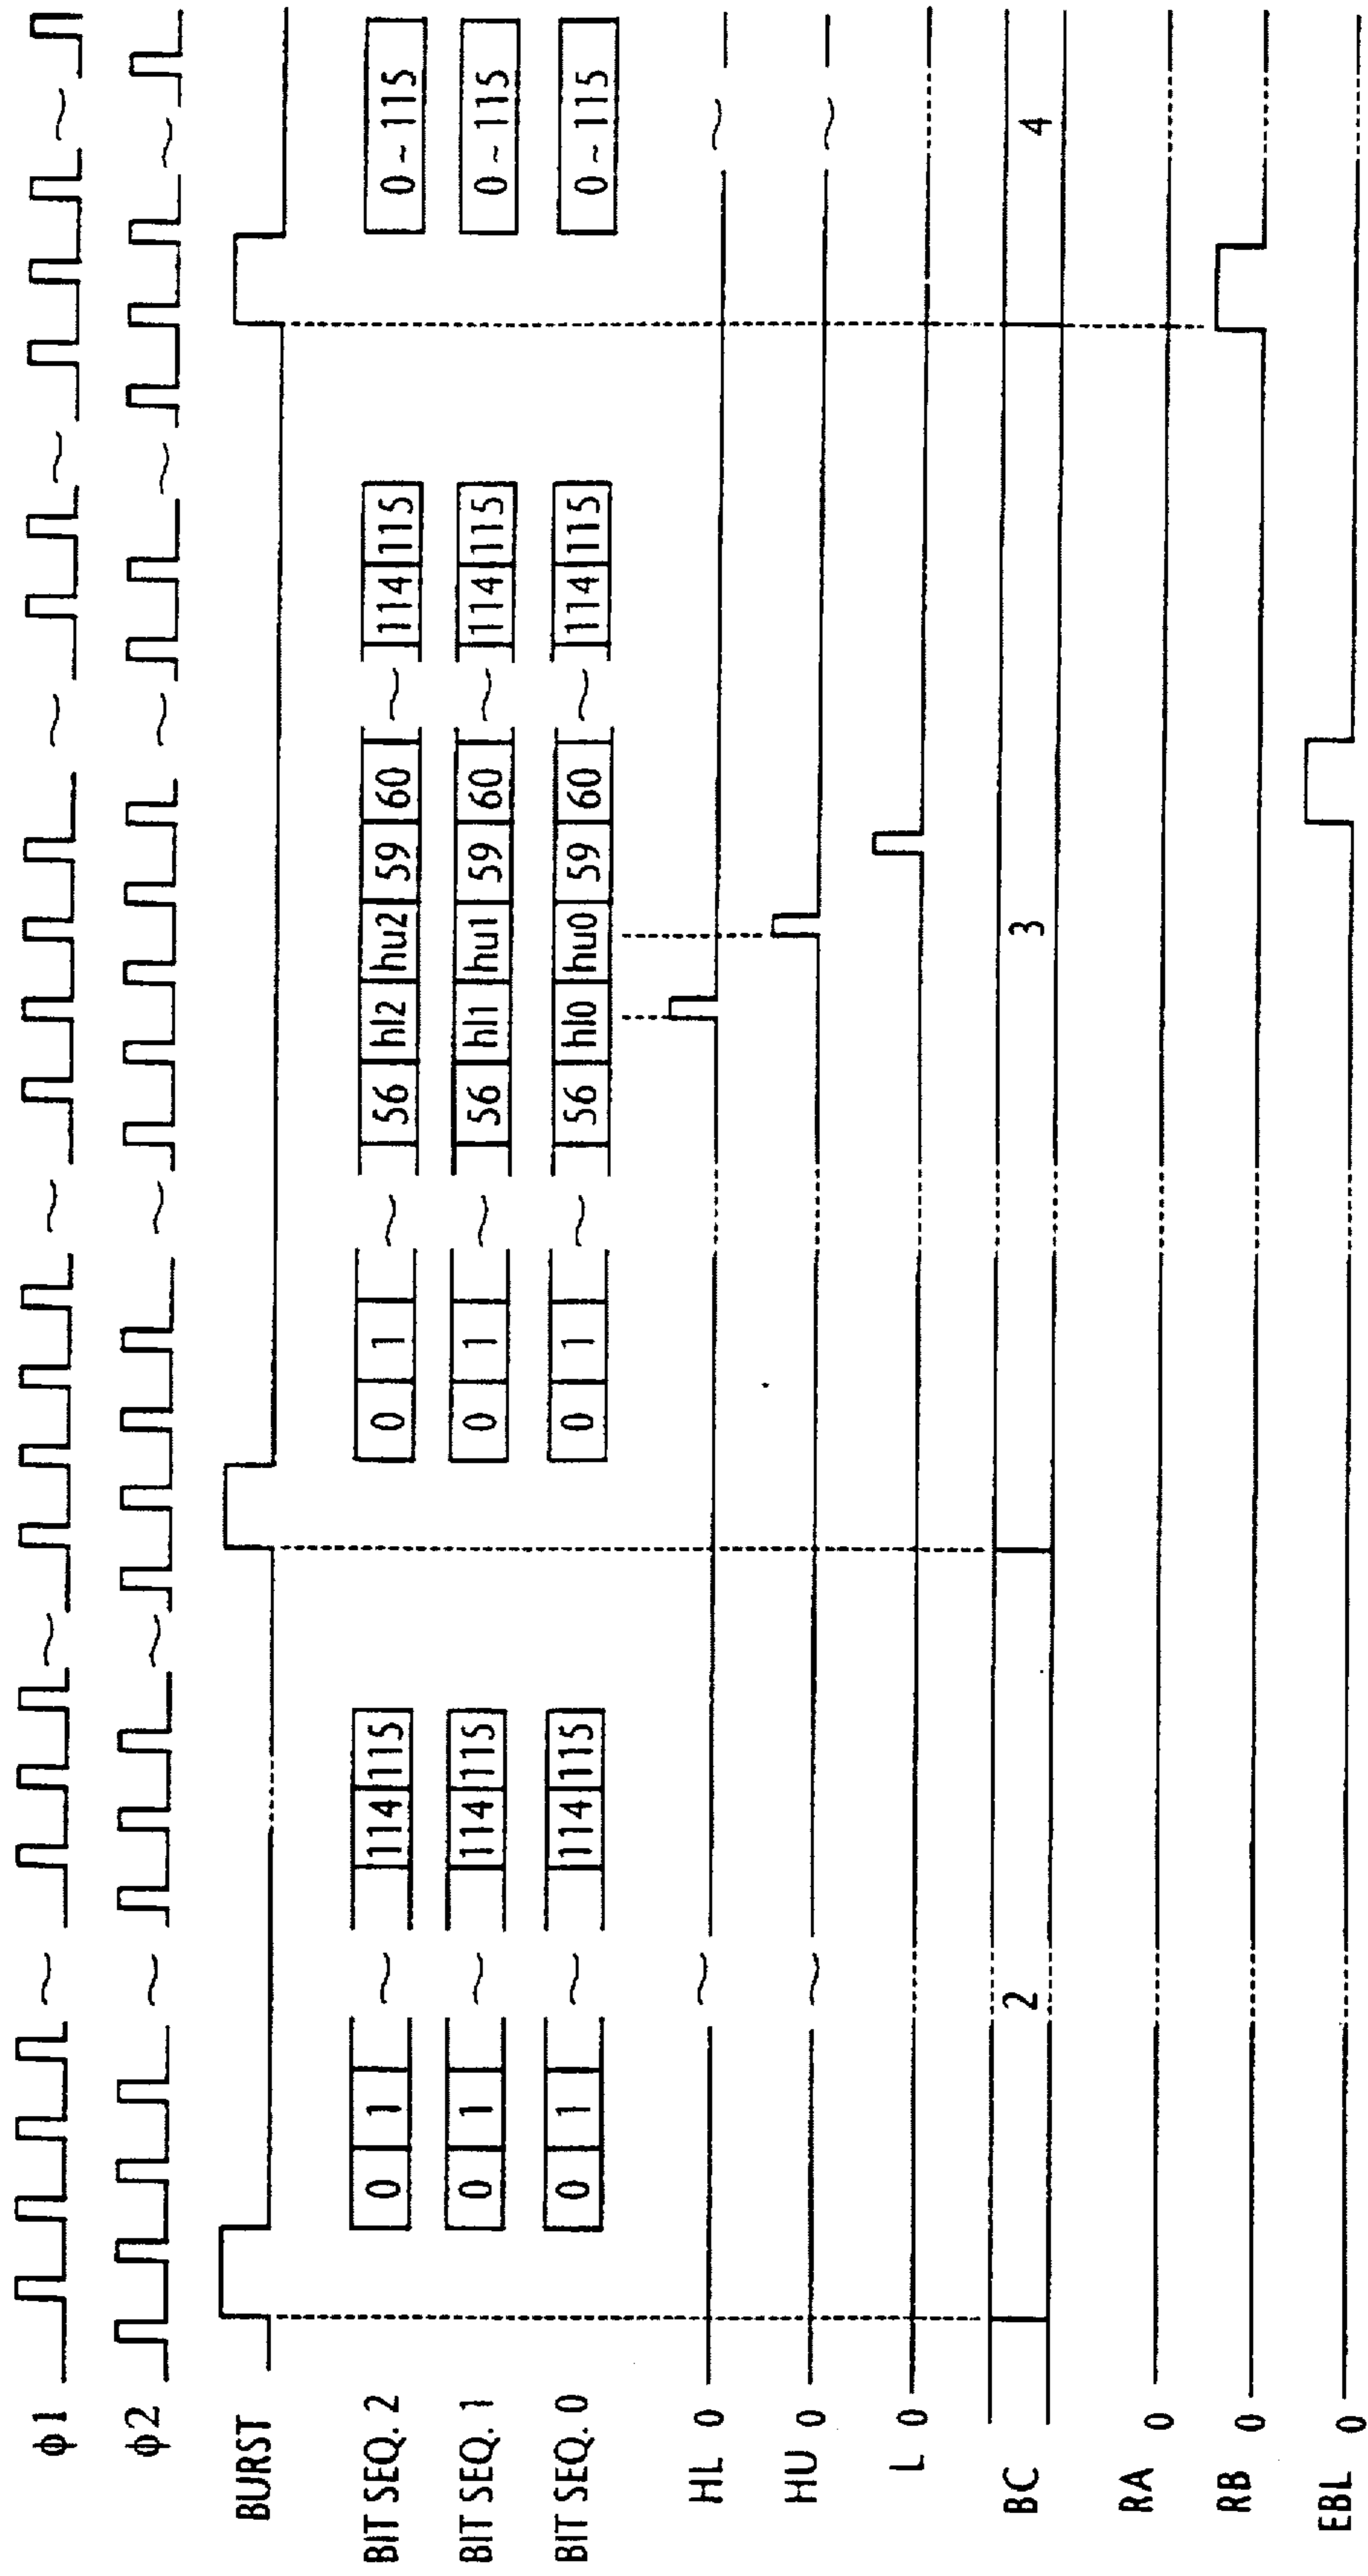 ϕ1
ϕ2
BURST
BIT SEQ. 2 0 1 ~ 114 115 0 1 ~ 56 hl2 hu2 59 60 ~ 114 115 0 ~ 115
BIT SEQ. 1 0 1 ~ 114 115 0 1 ~ 56 hl1 hu1 59 60 ~ 114 115 0 ~ 115
BIT SEQ. 0 0 1 ~ 114 115 0 1 ~ 56 hl0 hu0 59 60 ~ 114 115 0 ~ 115
HL 0
HU 0
L 0
BC 2 3 4
RA 0
RB 0
EBL 0